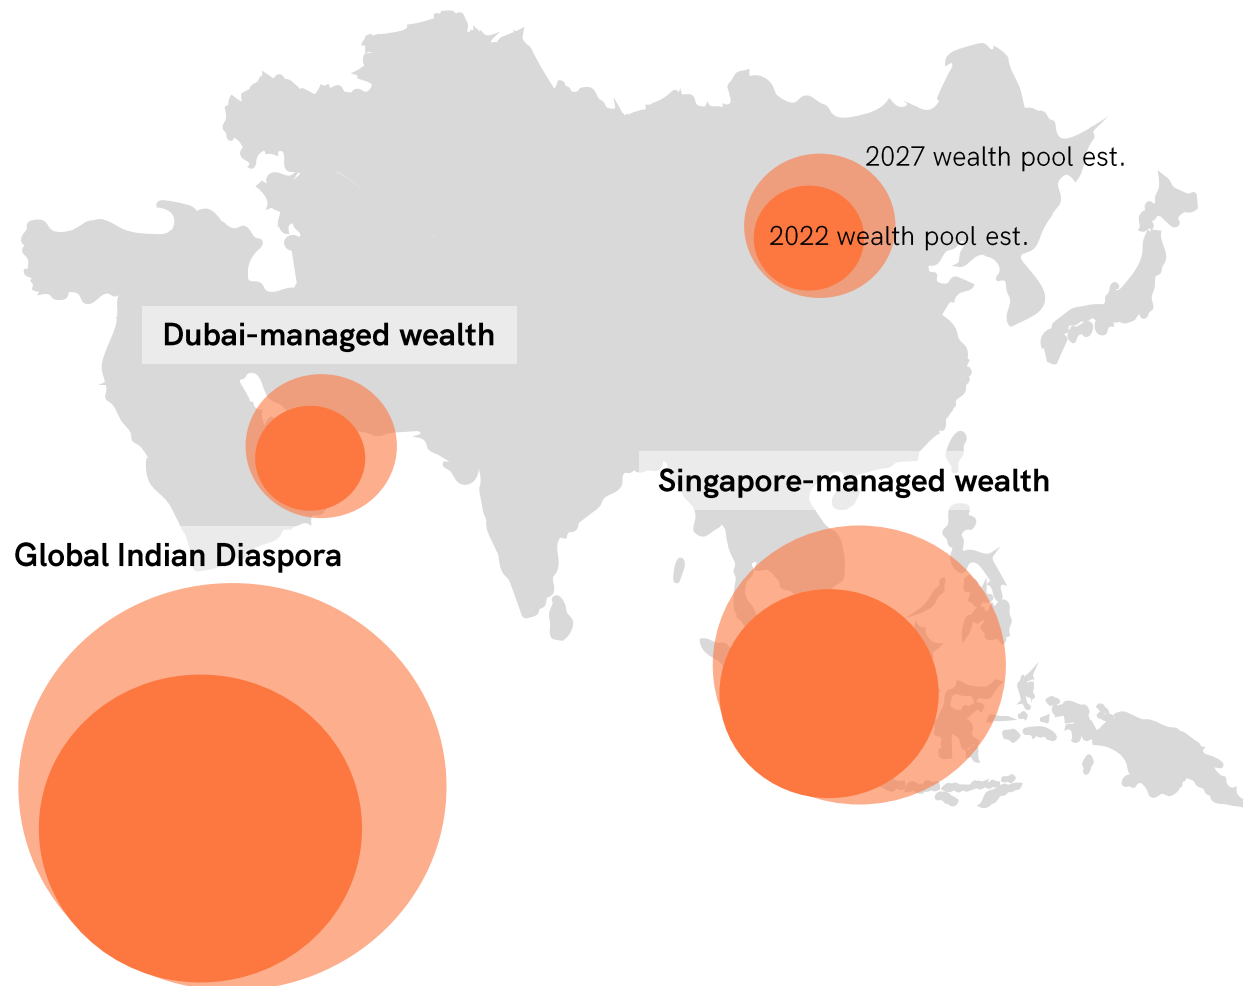 2027 wealth pool est.
2022 wealth pool est.
Dubai-managed wealth
Singapore-managed wealth
Global Indian Diaspora